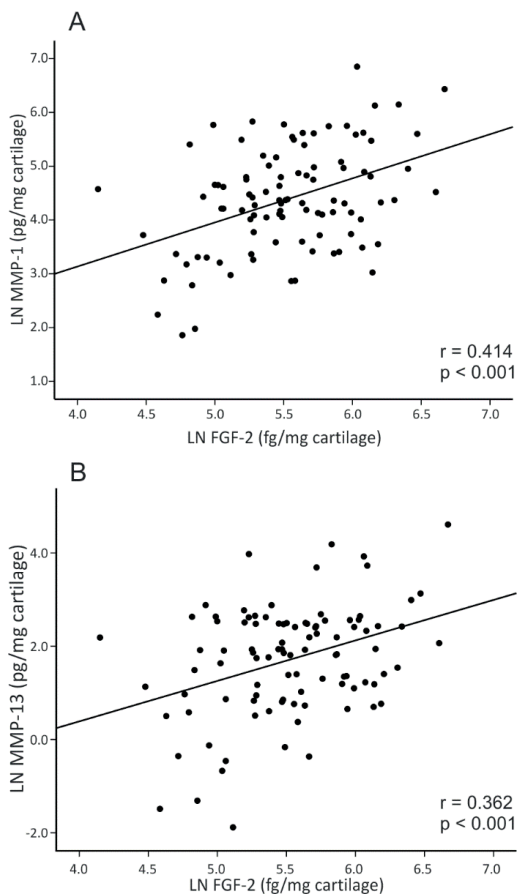 A
LN MMP-1 (pg/mg cartilage)
7.0
6.0
5.0
4.0
3.0
2.0
1.0
r = 0.414
p < 0.001
4.0 4.5 5.0 5.5 6.0 6.5 7.0
LN FGF-2 (fg/mg cartilage)
B
LN MMP-13 (pg/mg cartilage)
4.0
2.0
0.0
-2.0
r = 0.362
p < 0.001
4.0 4.5 5.0 5.5 6.0 6.5 7.0
LN FGF-2 (fg/mg cartilage)